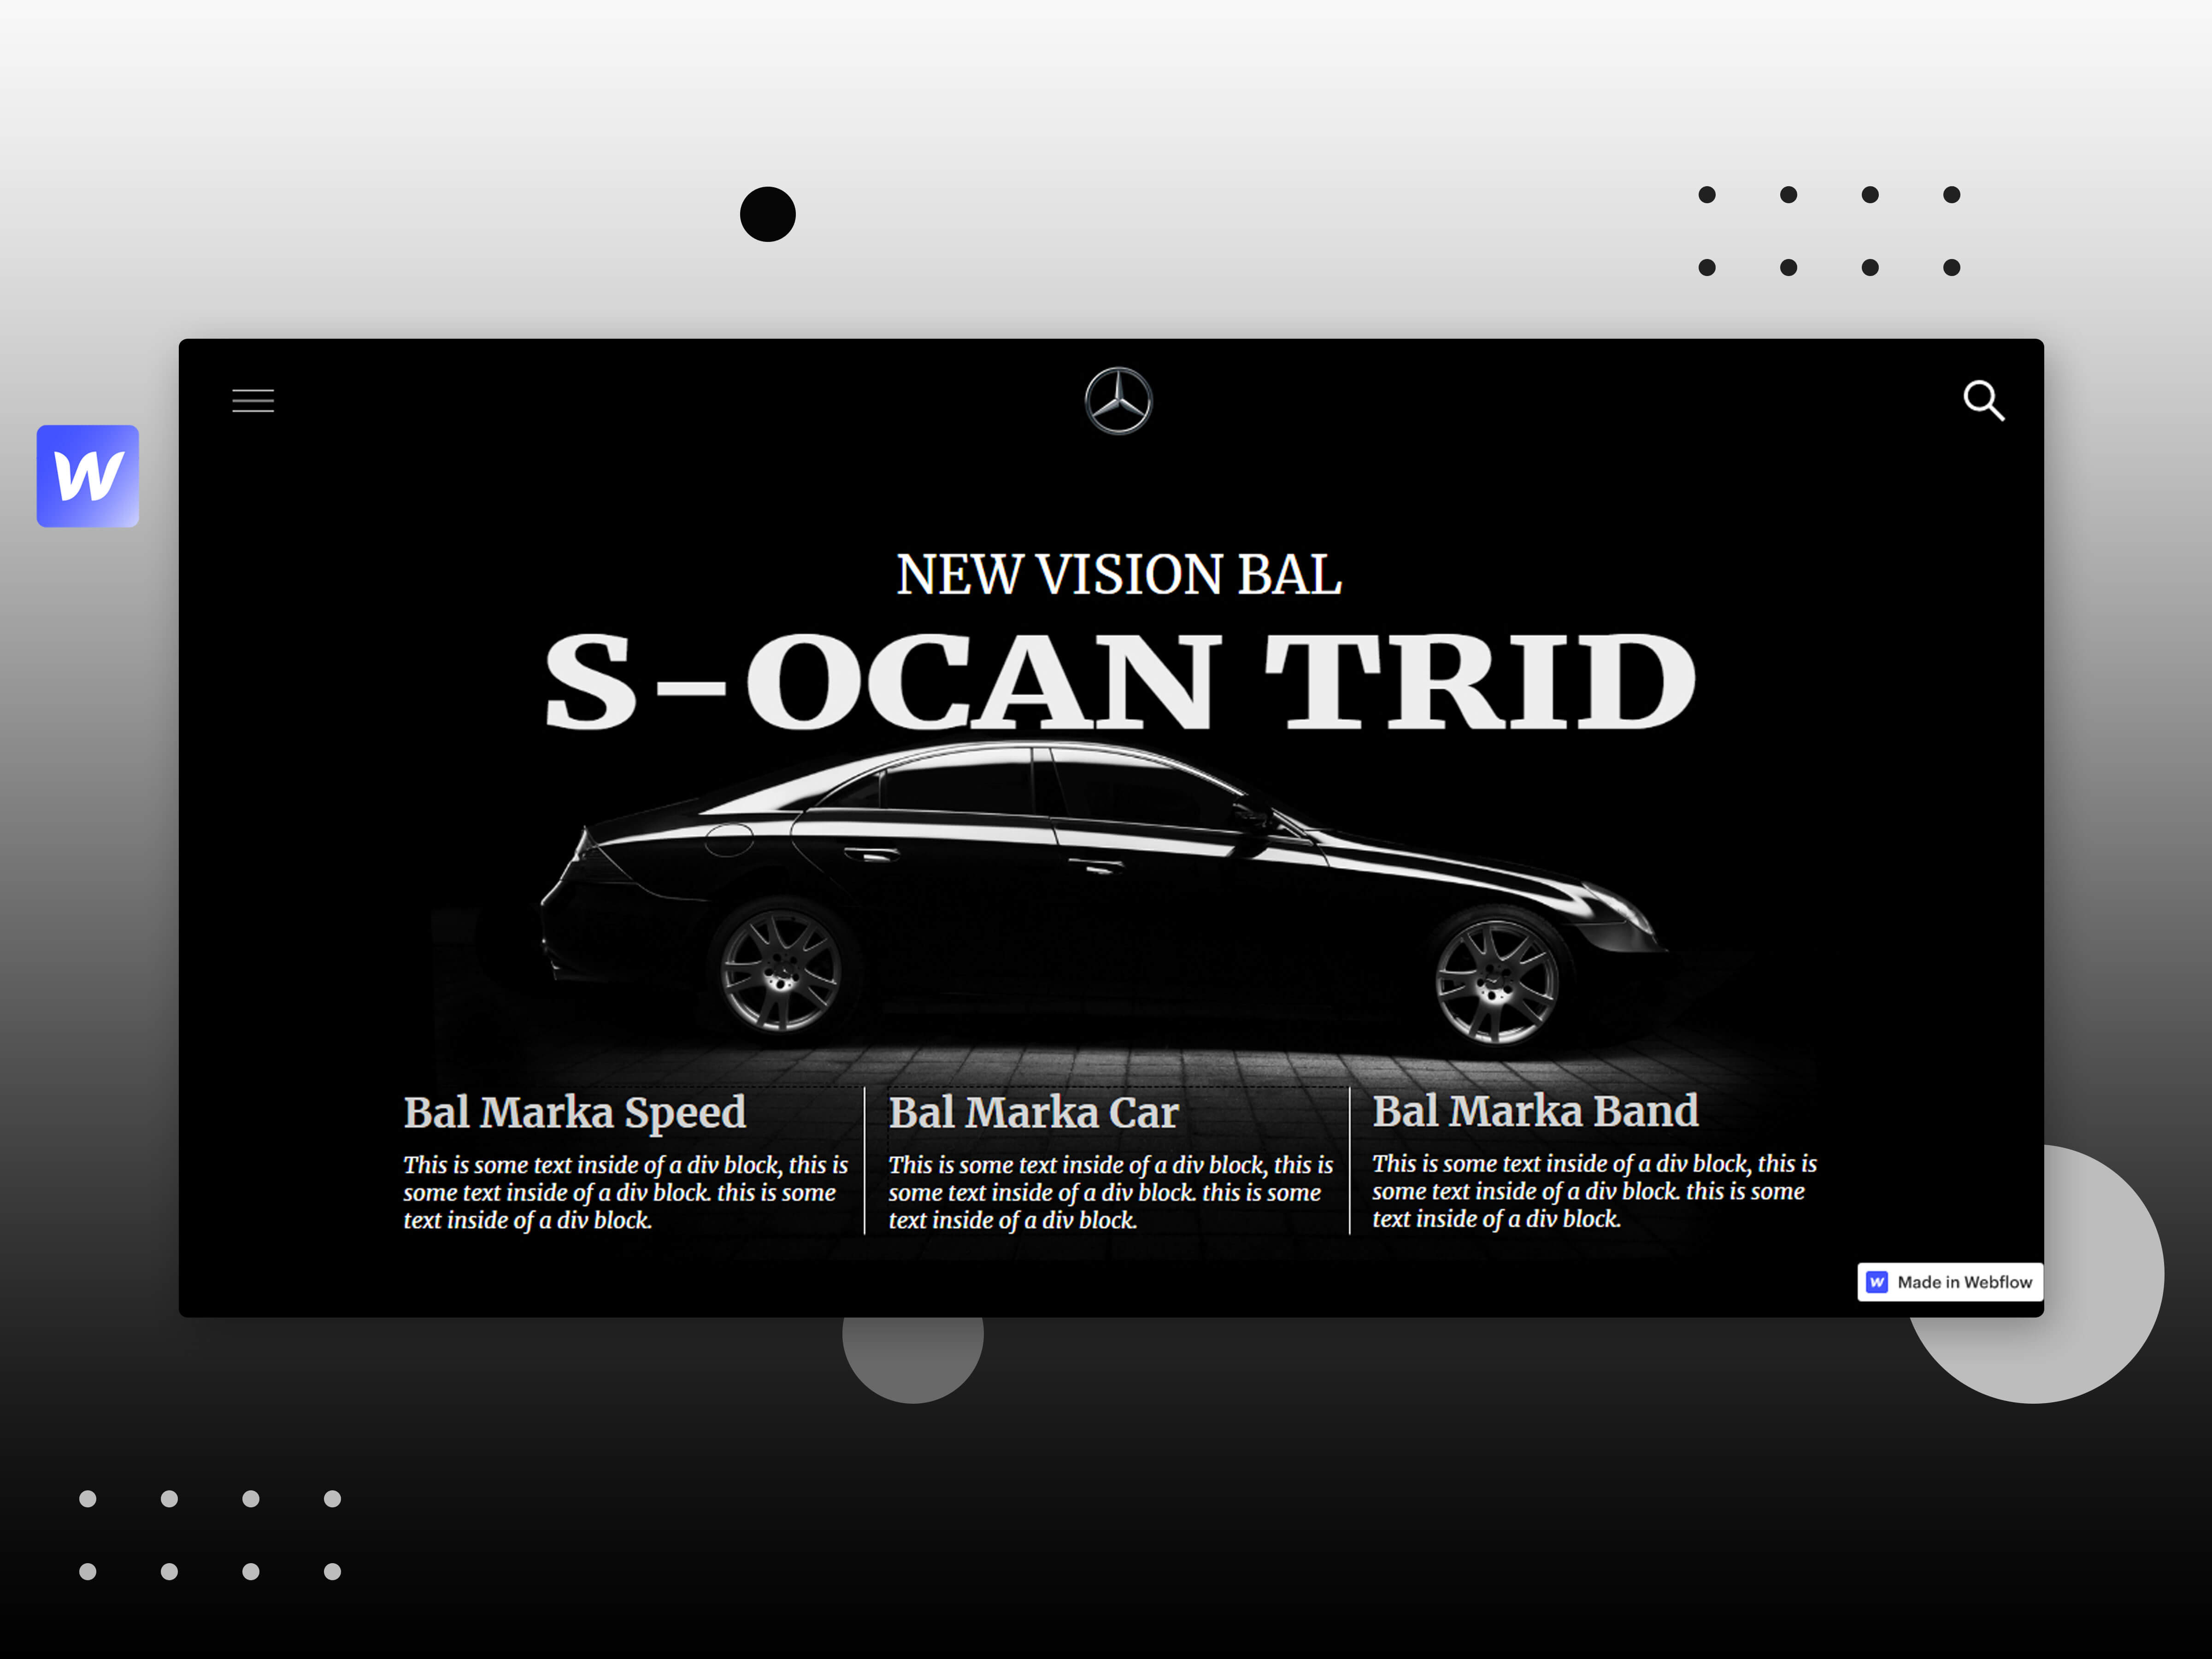 W
NEW VISION BAL
S-OCAN TRID
Bal Marka Speed
This is some text inside of a div block, this is
some text inside of a div block. this is some
text inside of a div block.
Bal Marka Car
This is some text inside of a div block, this is
some text inside of a div block. this is some
text inside of a div block.
Bal Marka Band
This is some text inside of a div block, this is
some text inside of a div block. this is some
text inside of a div block.
W Made in Webflow